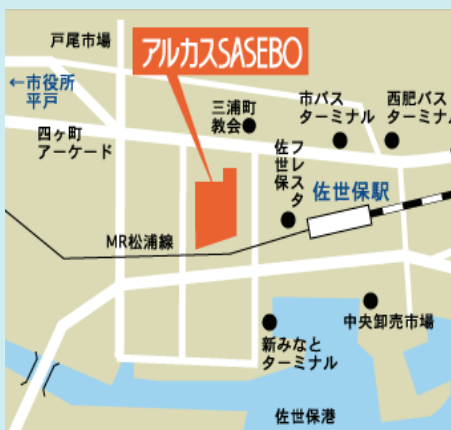 戸尾市場
アルカスSASEBO
←市役所
平戸
三浦町
教会
市バス
ターミナル
西肥バス
ターミナル
四ヶ町
アーケード
フレスタ
佐世保
佐世保駅
MR松浦線
中央卸売市場
新みなと
ターミナル
佐世保港